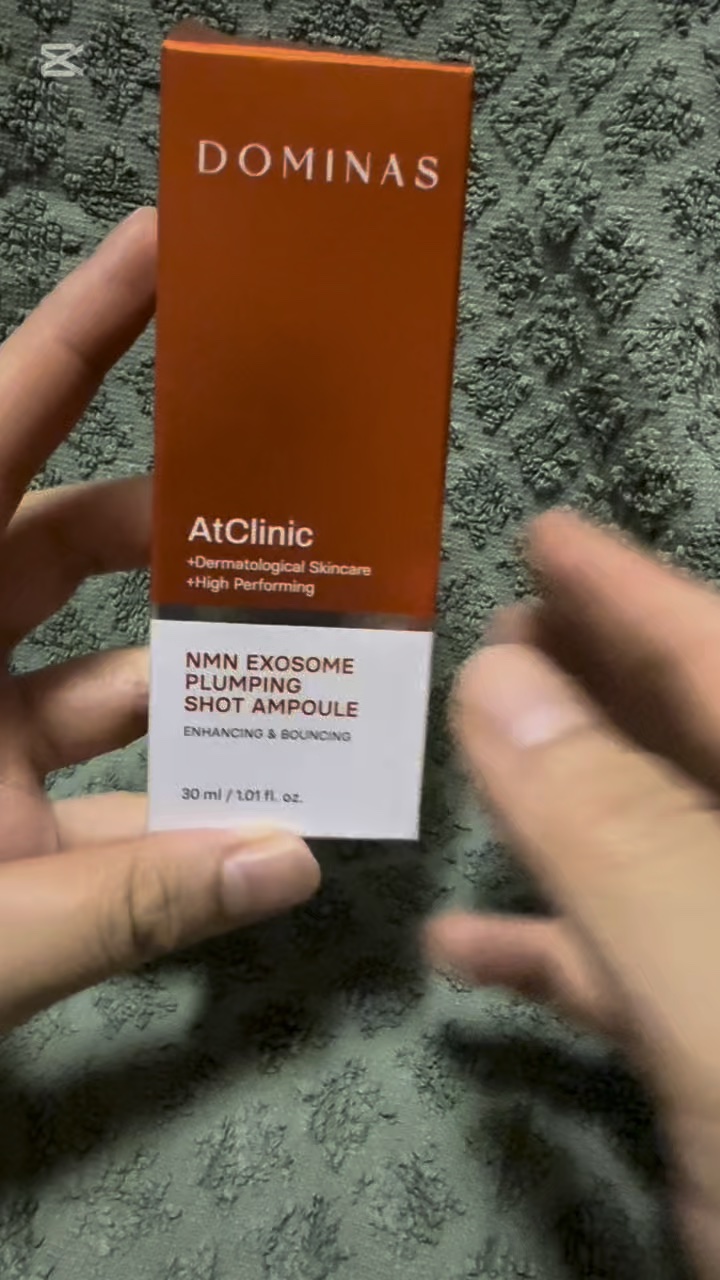 DOMINAS
AtClinic
+Dermatological Skincare
+High Performing
NMN EXOSOME
PLUMPING
SHOT AMPOULE
ENHANCING & BOUNCING
30 ml / 1.01 fl. oz.